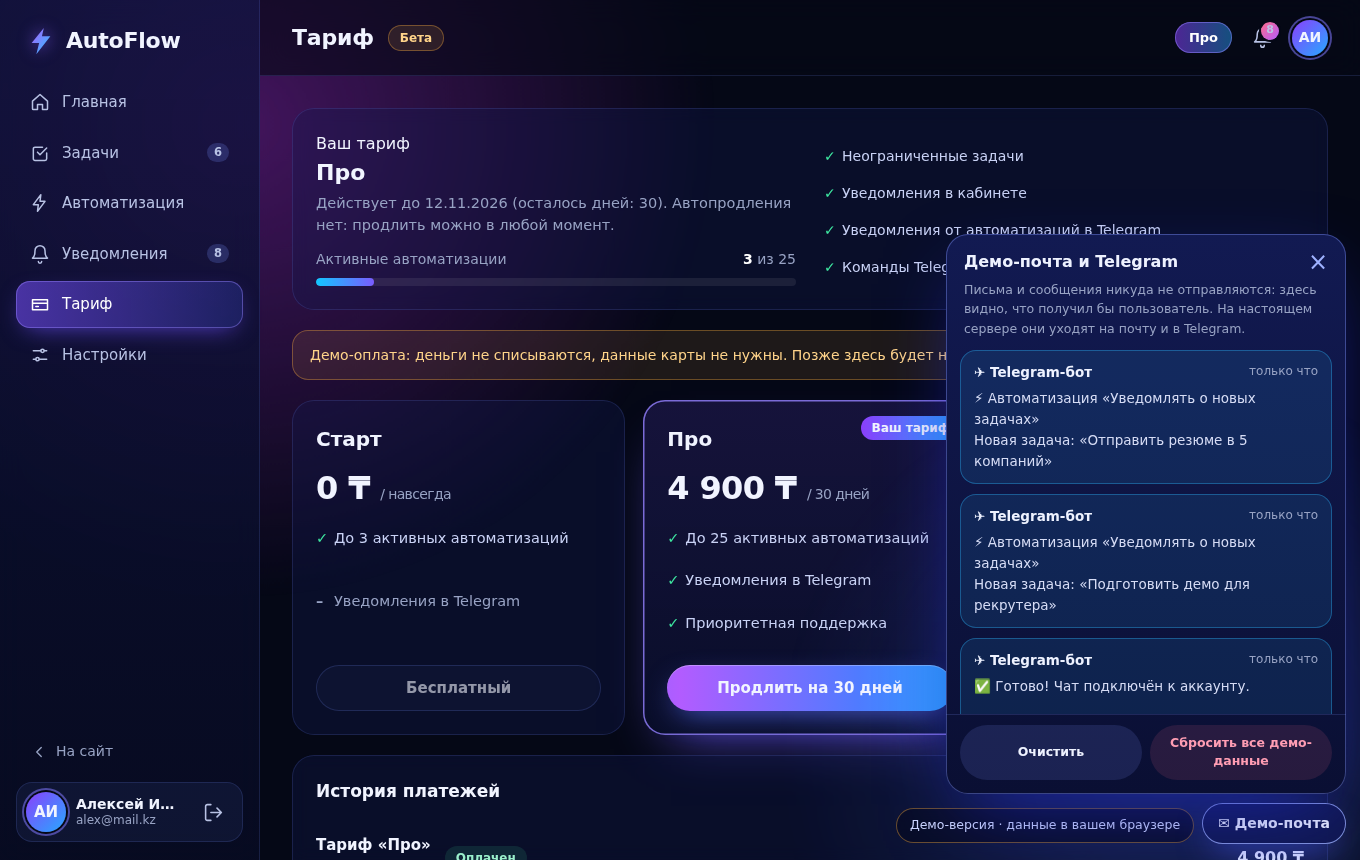 AutoFlow
Главная
Задачи
6
Автоматизация
Уведомления
8
Тариф
Настройки
На сайт
АИ
Алексей И...
alex@mail.kz
Тариф
Бета
Про
8
АИ
Ваш тариф
Про
Действует до 12.11.2026 (осталось дней: 30). Автопродления
нет: продлить можно в любой момент.
Активные автоматизации
3 из 25
✓ Неограниченные задачи
✓ Уведомления в кабинете
✓ Уведомления от автоматизаций в Telegram
✓ Команды Teleg
Демо-оплата: деньги не списываются, данные карты не нужны. Позже здесь будет н
Старт
0 ₸ / навсегда
✓ До 3 активных автоматизаций
– Уведомления в Telegram
Бесплатный
Ваш тариф
Про
4 900 ₸ / 30 дней
✓ До 25 активных автоматизаций
✓ Уведомления в Telegram
✓ Приоритетная поддержка
Продлить на 30 дней
История платежей
Тариф «Про»
Оплачен
4 900 ₸
Демо-почта и Telegram
Письма и сообщения никуда не отправляются: здесь
видно, что получил бы пользователь. На настоящем
сервере они уходят на почту и в Telegram.
✈ Telegram-бот
только что
⚡ Автоматизация «Уведомлять о новых
задачах»
Новая задача: «Отправить резюме в 5
компаний»
✈ Telegram-бот
только что
⚡ Автоматизация «Уведомлять о новых
задачах»
Новая задача: «Подготовить демо для
рекрутера»
✈ Telegram-бот
только что
✅ Готово! Чат подключён к аккаунту.
Очистить
Сбросить все демо-
данные
Демо-версия · данные в вашем браузере
✉ Демо-почта